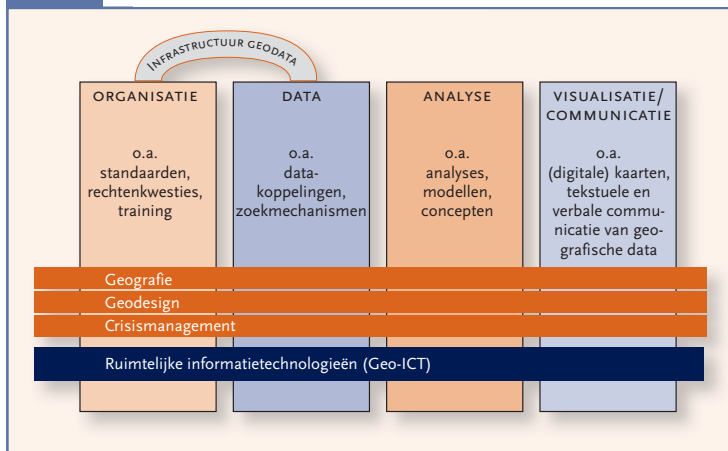 INFRASTRUCTUUR GEODATA
ORGANISATIE
o.a.
standaarden,
rechtenkwesties,
training
DATA
o.a.
data-
koppelingen,
zoekmechanismen
ANALYSE
o.a.
analyses,
modellen,
concepten
VISUALISATIE/
COMMUNICATIE
o.a.
(digitale) kaarten,
tekstuele en
verbale commu-
nicatie van geo-
grafische data
Geografie
Geodesign
Crisismanagement
Ruimtelijke informatietechnologieën (Geo-ICT)